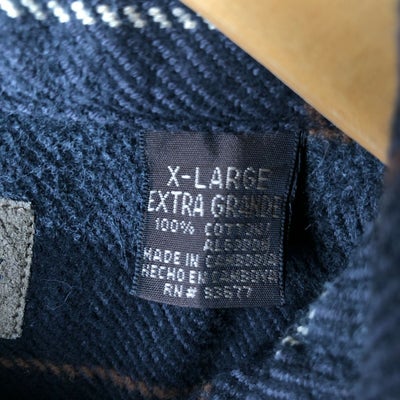 X-LARGE
EXTRA GRANDE
100% COTTON/
ALGODON
MADE IN CAMBODIA
HECHO EN CAMBOYA
RN# 93677